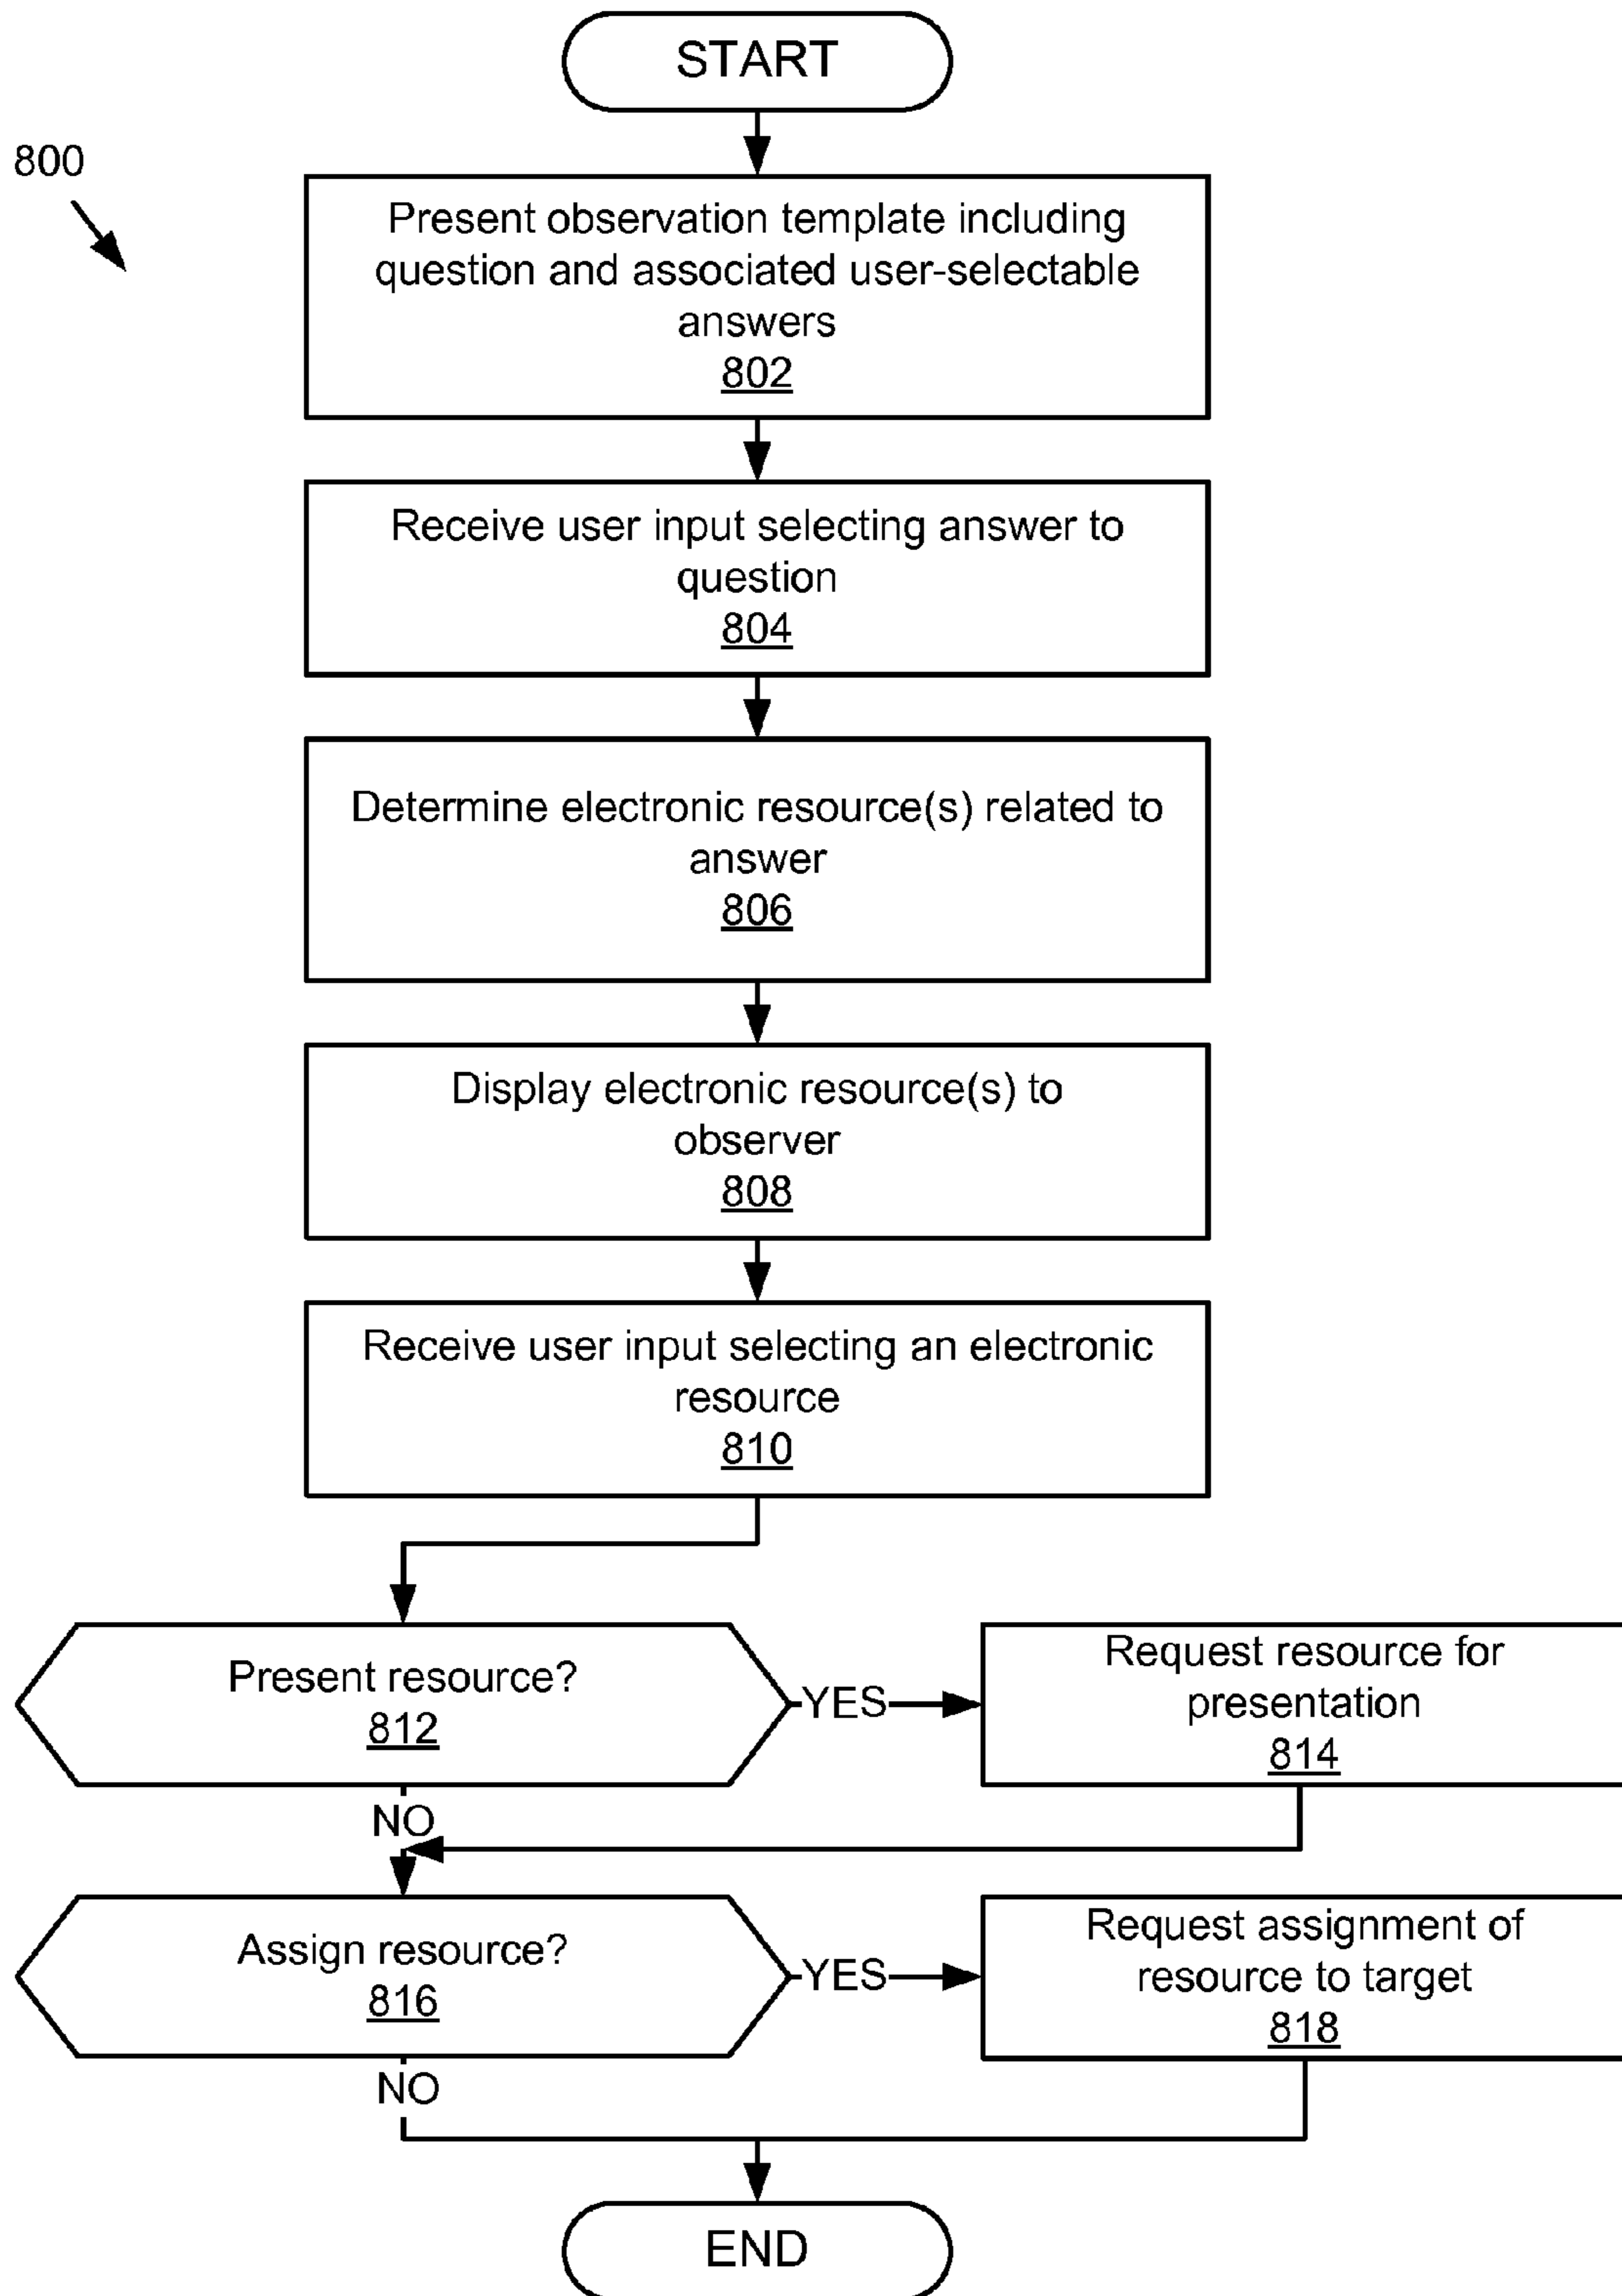 START
800
Present observation template including
question and associated user-selectable
answers
802
Receive user input selecting answer to
question
804
Determine electronic resource(s) related to
answer
806
Display electronic resource(s) to
observer
808
Receive user input selecting an electronic
resource
810
Present resource?
812
YES
Request resource for
presentation
814
NO
Assign resource?
816
YES
Request assignment of
resource to target
818
NO
END